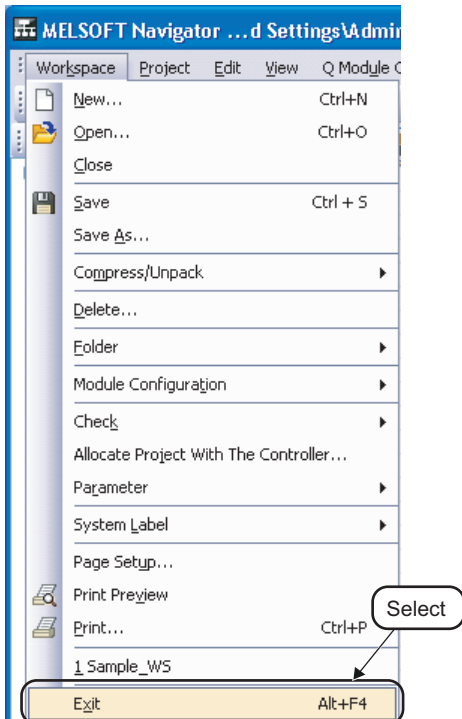 MELSOFT Navigator ...d Settings\Admi
Workspace Project Edit View Q Module
New... Ctrl+N
Open... Ctrl+O
Close
Save Ctrl + S
Save As...
Compress/Unpack
Delete...
Folder
Module Configuration
Check
Allocate Project With The Controller...
Parameter
System Label
Page Setup...
Print Preview
Print... Ctrl+P
Select
1 Sample_WS
Exit Alt+F4